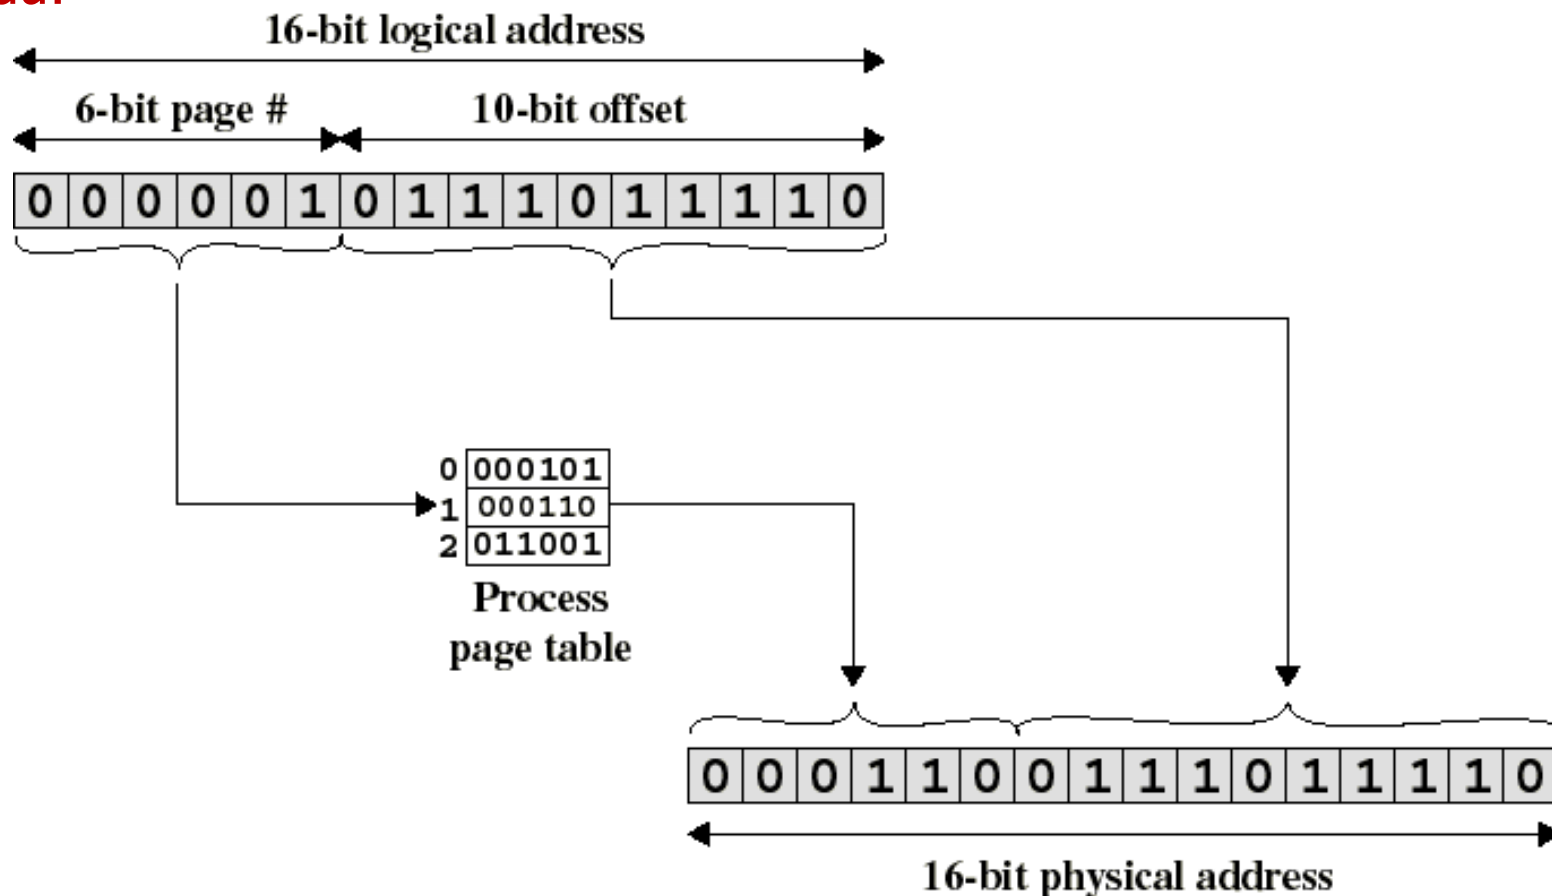 16-bit logical address
6-bit page # 10-bit offset
0 0 0 0 0 1 0 1 1 1 0 1 1 1 1 0
0 000101
1 000110
2 011001
Process
page table
0 0 0 1 1 0 0 1 1 1 0 1 1 1 1 0
16-bit physical address